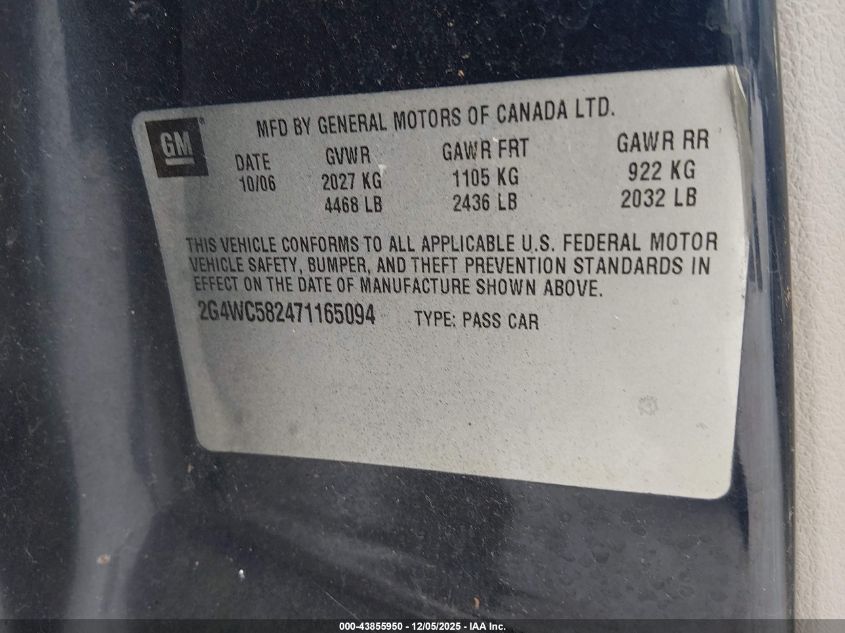 GM
MFD BY GENERAL MOTORS OF CANADA LTD.
DATE GVWR GAWR FRT GAWR RR
10/06 2027 KG 1105 KG 922 KG
4468 LB 2436 LB 2032 LB
THIS VEHICLE CONFORMS TO ALL APPLICABLE U.S. FEDERAL MOTOR
VEHICLE SAFETY, BUMPER, AND THEFT PREVENTION STANDARDS IN
EFFECT ON THE DATE OF MANUFACTURE SHOWN ABOVE.
2G4WC582471165094 TYPE: PASS CAR
000-43855950 - 12/05/2025 - IAA Inc.